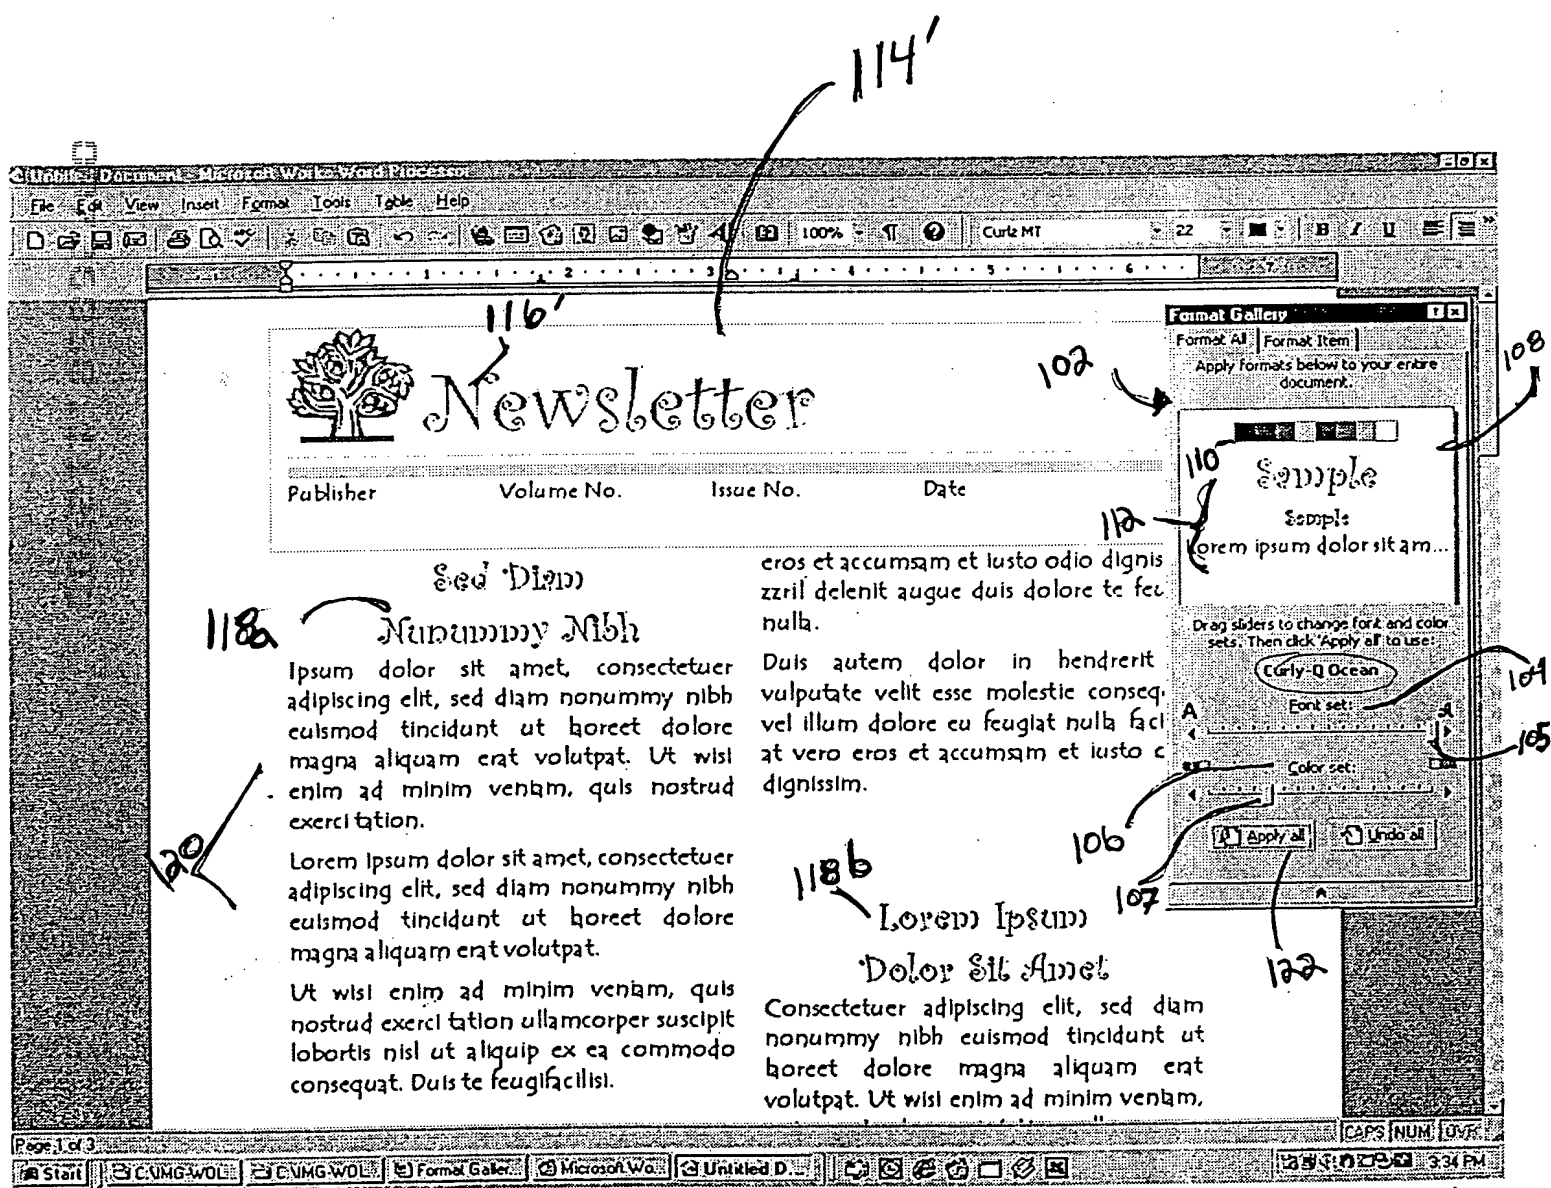 114'
Untitled Document - Microsoft Works Word Processor
File Edit View Insert Format Tools Table Help
100% Curlz MT 22 B I U
1 1 2 3 4 5 6 7
116'
Newsletter
Publisher Volume No. Issue No. Date
118a
Sed Diam
Nunummy Nibh
Ipsum dolor sit amet, consectetuer
adipiscing elit, sed diam nonummy nibh
euismod tincidunt ut laoreet dolore
magna aliquam erat volutpat. Ut wisi
enim ad minim veniam, quis nostrud
exerci tation.
120
Lorem ipsum dolor sit amet, consectetuer
adipiscing elit, sed diam nonummy nibh
euismod tincidunt ut laoreet dolore
magna aliquam erat volutpat.
Ut wisi enim ad minim veniam, quis
nostrud exerci tation ullamcorper suscipit
lobortis nisl ut aliquip ex ea commodo
consequat. Duis te feugifacilisi.
eros et accumsam et iusto odio dignis
zzril delenit augue duis dolore te feu
nulla.
Duis autem dolor in hendrerit
vulputate velit esse molestie conseq
vel illum dolore eu feugiat nulla faci
at vero eros et accumsam et iusto o
dignissim.
118b
Lorem Ipsum
Dolor Sit Amet
Consectetuer adipiscing elit, sed diam
nonummy nibh euismod tincidunt ut
laoreet dolore magna aliquam erat
volutpat. Ut wisi enim ad minim veniam,
102
Format Gallery
Format All Format Item
Apply formats below to your entire
document.
108
110
Sample
112
Sample
Lorem ipsum dolor sit am...
Drag sliders to change font and color
sets. Then click 'Apply all' to use:
Curly-Q Ocean
104
Font set:
A A
105
Color set:
106
107
Apply all Undo all
122
Page 1 of 3 CAPS NUM OVR
Start C:\IMG-WOL... C:\IMG-WOL... Format Galler... Microsoft Wo... Untitled D... 3:34 PM